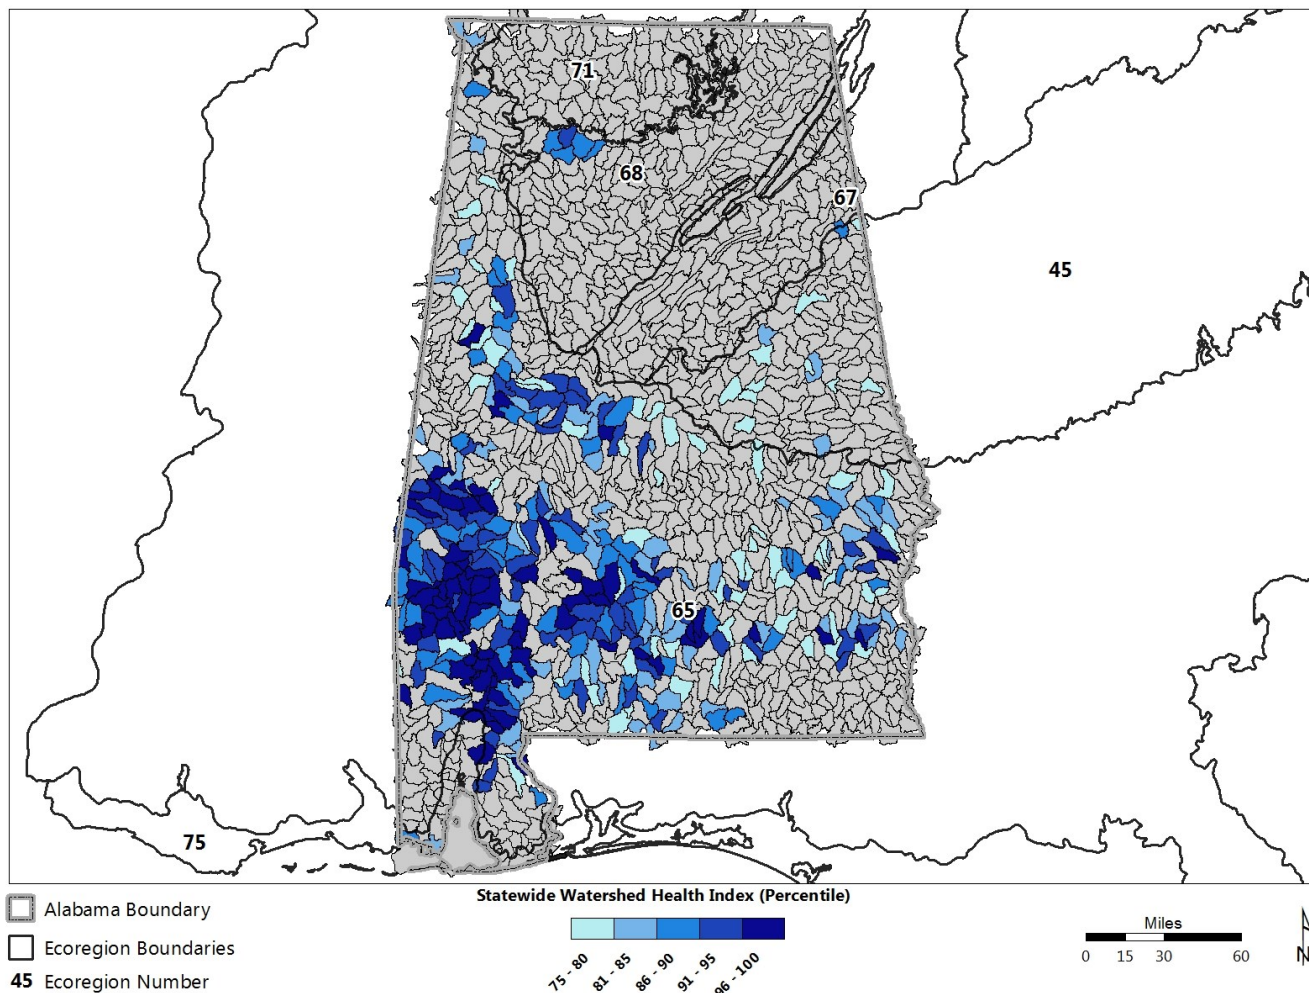 71
68
67
45
65
75
Statewide Watershed Health Index (Percentile)
Alabama Boundary
Ecoregion Boundaries
45 Ecoregion Number
75 - 80
81 - 85
86 - 90
91 - 95
96 - 100
Miles
0 15 30 60
N